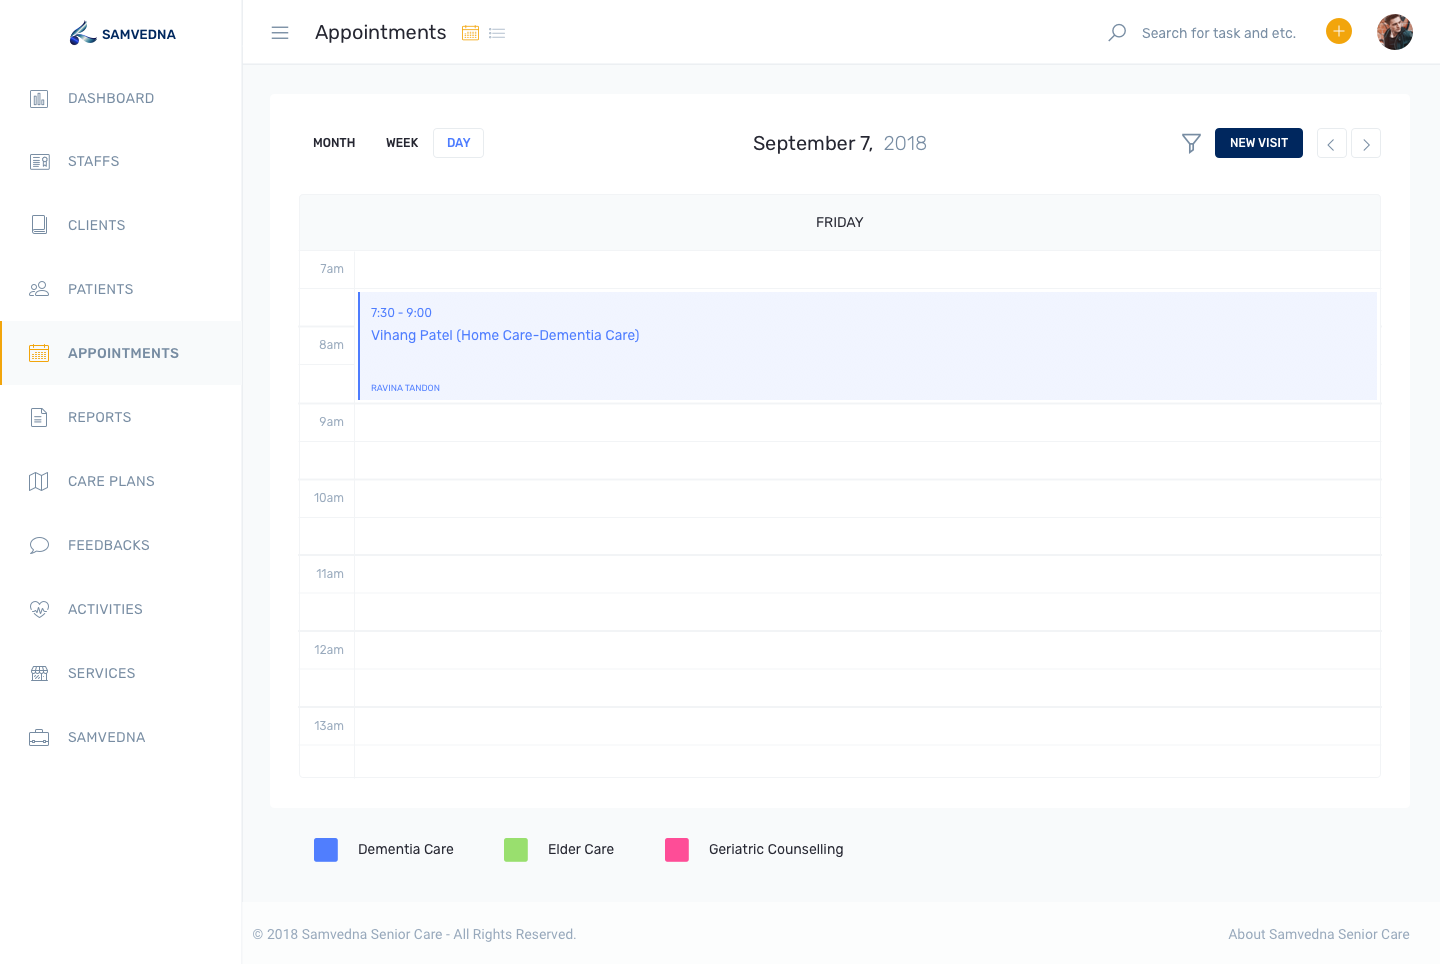 SAMVEDNA
Appointments
Search for task and etc.
DASHBOARD
STAFFS
CLIENTS
PATIENTS
APPOINTMENTS
REPORTS
CARE PLANS
FEEDBACKS
ACTIVITIES
SERVICES
SAMVEDNA
MONTH WEEK DAY
September 7, 2018
NEW VISIT
FRIDAY
7am
7:30 - 9:00
Vihang Patel (Home Care-Dementia Care)
8am
RAVINA TANDON
9am
10am
11am
12am
13am
Dementia Care
Elder Care
Geriatric Counselling
© 2018 Samvedna Senior Care - All Rights Reserved.
About Samvedna Senior Care